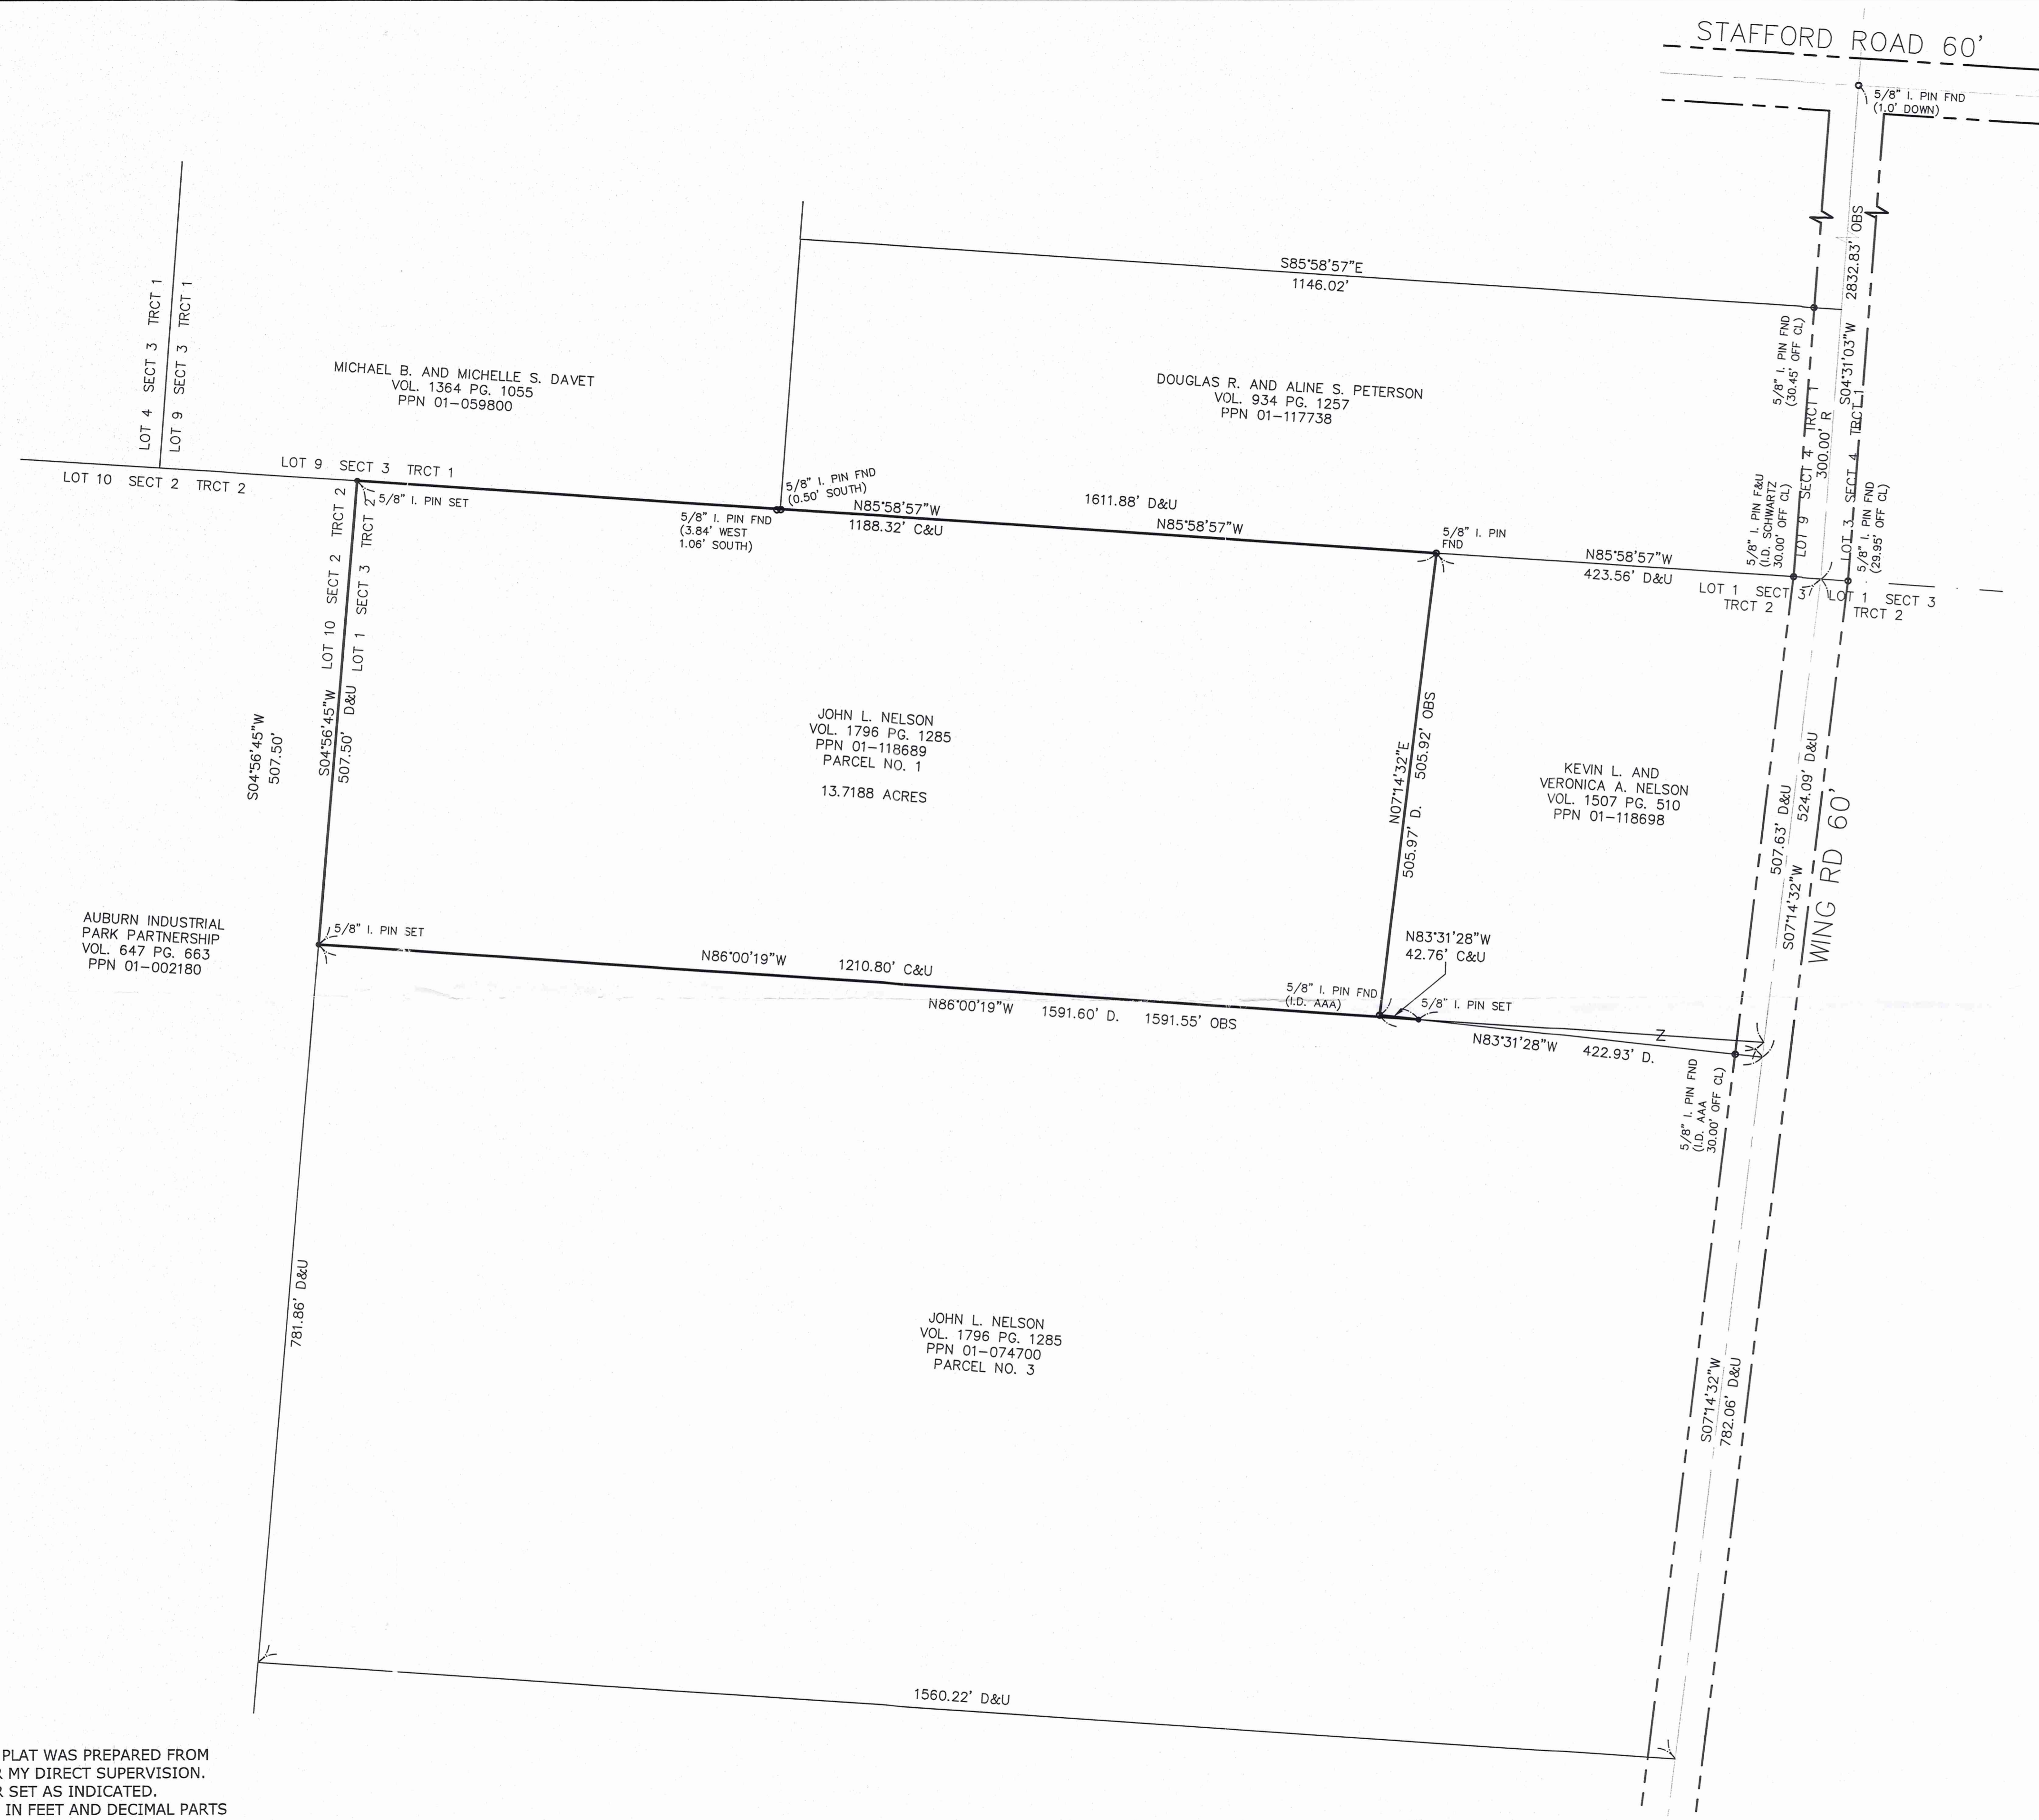 STAFFORD ROAD 60'
5/8" I. PIN FND
(1.0' DOWN)
2832.83' OBS
S04°31'03"W
S85°58'57"E
1146.02'
5/8" I. PIN FND
(30.45' OFF CL)
LOT 4 SECT 3 TRCT 1
LOT 9 SECT 3 TRCT 1
MICHAEL B. AND MICHELLE S. DAVET
VOL. 1364 PG. 1055
PPN 01-059800
DOUGLAS R. AND ALINE S. PETERSON
VOL. 934 PG. 1257
PPN 01-117738
300.00' R
LOT 9 SECT 4 TRCT 1
LOT 3 SECT 4 TRCT 1
5/8" I. PIN F&U
(I.D. SCHWARTZ
30.00' OFF CL)
5/8" I. PIN FND
(29.95' OFF CL)
LOT 9 SECT 3 TRCT 1
LOT 10 SECT 2 TRCT 2
5/8" I. PIN SET
5/8" I. PIN FND
(0.50' SOUTH)
5/8" I. PIN FND
(3.84' WEST
1.06' SOUTH)
N85°58'57"W
1188.32' C&U
1611.88' D&U
N85°58'57"W
5/8" I. PIN
FND
N85°58'57"W
423.56' D&U
LOT 1 SECT 3
TRCT 2
LOT 1 SECT 3
TRCT 2
LOT 10 SECT 2 TRCT 2
LOT 1 SECT 3 TRCT 2
S04°56'45"W
507.50' D&U
S04°56'45"W
507.50'
JOHN L. NELSON
VOL. 1796 PG. 1285
PPN 01-118689
PARCEL NO. 1
13.7188 ACRES
N07°14'32"E
505.92' OBS
505.97' D.
KEVIN L. AND
VERONICA A. NELSON
VOL. 1507 PG. 510
PPN 01-118698
507.63' D&U
524.09' D&U
S07°14'32"W
WING RD 60'
AUBURN INDUSTRIAL
PARK PARTNERSHIP
VOL. 647 PG. 663
PPN 01-002180
5/8" I. PIN SET
N86°00'19"W 1210.80' C&U
N86°00'19"W 1591.60' D. 1591.55' OBS
5/8" I. PIN FND
(I.D. AAA)
N83°31'28"W
42.76' C&U
5/8" I. PIN SET
N83°31'28"W 422.93' D.
5/8" I. PIN FND
(I.D. AAA
30.00' OFF CL)
781.86' D&U
JOHN L. NELSON
VOL. 1796 PG. 1285
PPN 01-074700
PARCEL NO. 3
S07°14'32"W
782.06' D&U
1560.22' D&U
PLAT WAS PREPARED FROM
R MY DIRECT SUPERVISION.
R SET AS INDICATED.
IN FEET AND DECIMAL PARTS